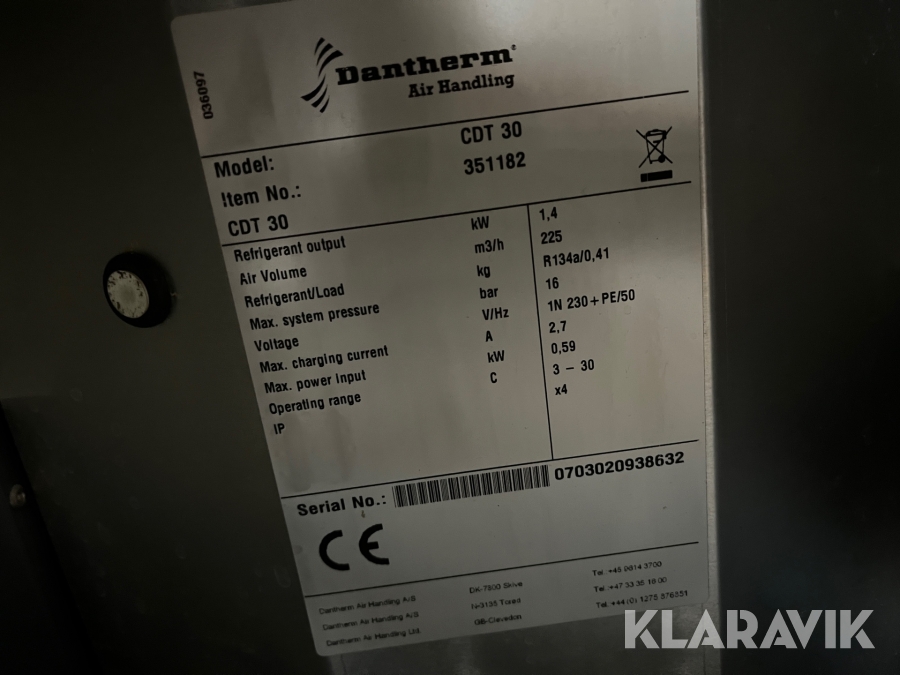 036097
Dantherm®
Air Handling
Model: CDT 30
Item No.: 351182
CDT 30
Refrigerant output kW 1,4
Air Volume m3/h 225
Refrigerant/Load kg R134a/0,41
Max. system pressure bar 16
Voltage V/Hz 1N 230+PE/50
Max. charging current A 2,7
Max. power input kW 0,59
Operating range C 3 – 30
IP x4
Serial No.: 0703020938632
CE
Dantherm Air Handling A/S DK-7800 Skive Tel. +45 9614 3700
Dantherm Air Handling A/S N-3135 Torød Tel. +47 33 35 16 00
Dantherm Air Handling Ltd. GB-Clevedon Tel. +44 (0) 1275 876851
KLARAVIK